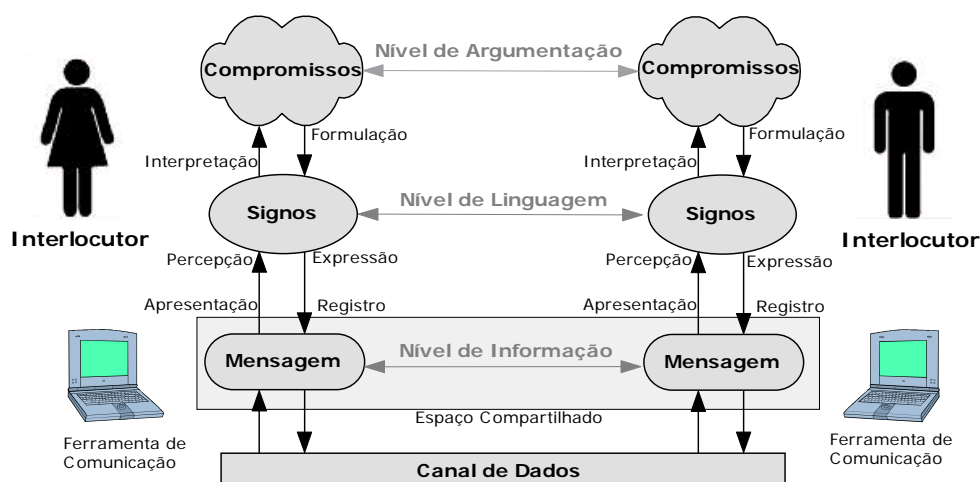 Nível de Argumentação
Compromissos
Compromissos
Formulação
Formulação
Interpretação
Interpretação
Nível de Linguagem
Signos
Signos
Interlocutor
Interlocutor
Percepção
Expressão
Percepção
Expressão
Apresentação
Registro
Apresentação
Registro
Mensagem
Nível de Informação
Mensagem
Espaço Compartilhado
Ferramenta de
Comunicação
Ferramenta de
Comunicação
Canal de Dados